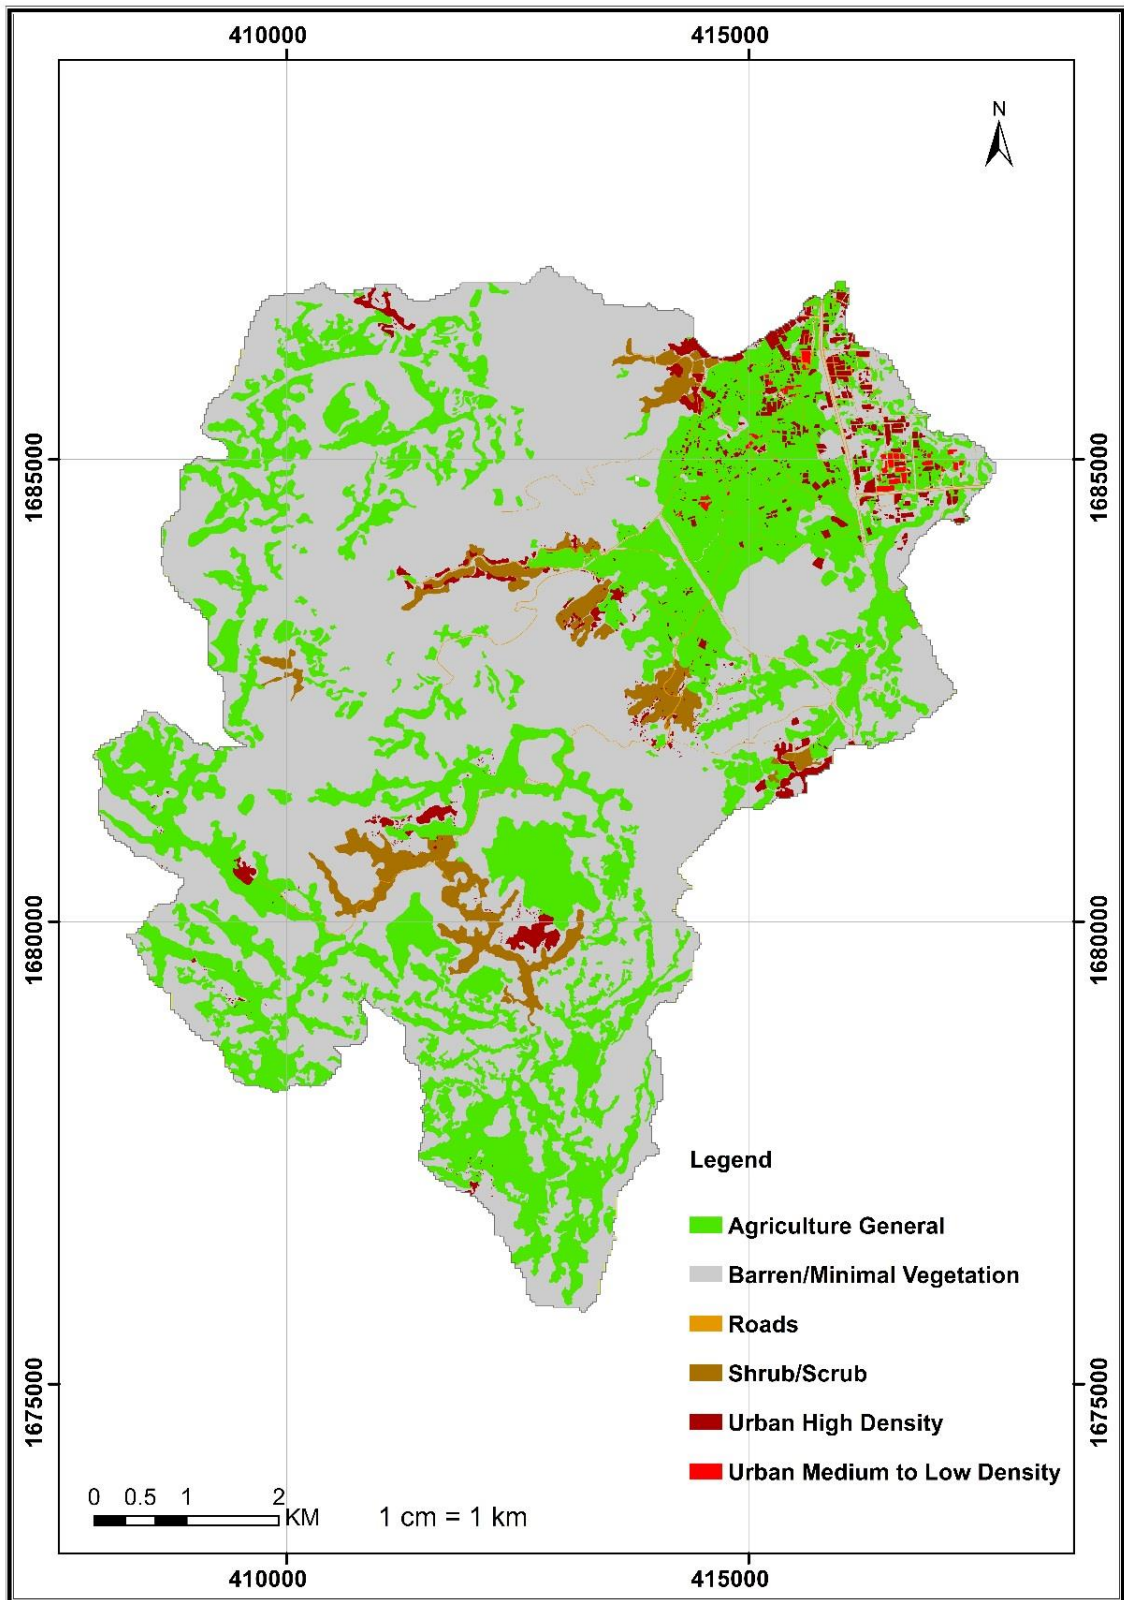 410000 415000
N
1685000 1685000
1680000 1680000
Legend
Agriculture General
Barren/Minimal Vegetation
Roads
Shrub/Scrub
1675000 1675000
Urban High Density
Urban Medium to Low Density
0 0.5 1 2
KM 1 cm = 1 km
410000 415000